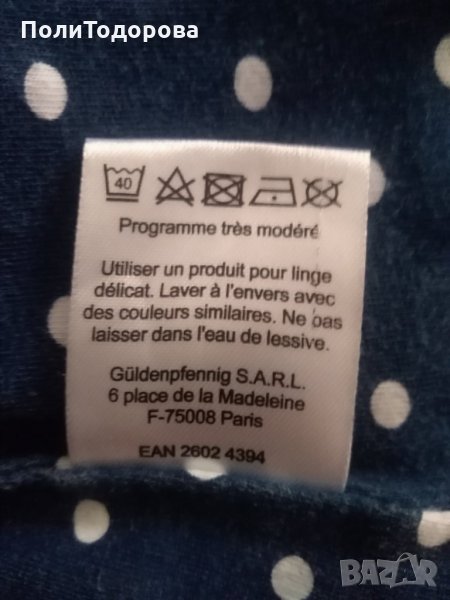 ПолиТодорова
40
Programme très modéré
Utiliser un produit pour linge
délicat. Laver à l'envers avec
des couleurs similaires. Ne pas
laisser dans l'eau de lessive.
Güldenpfennig S.A.R.L.
6 place de la Madeleine
F-75008 Paris
EAN 2602 4394
BAZAR